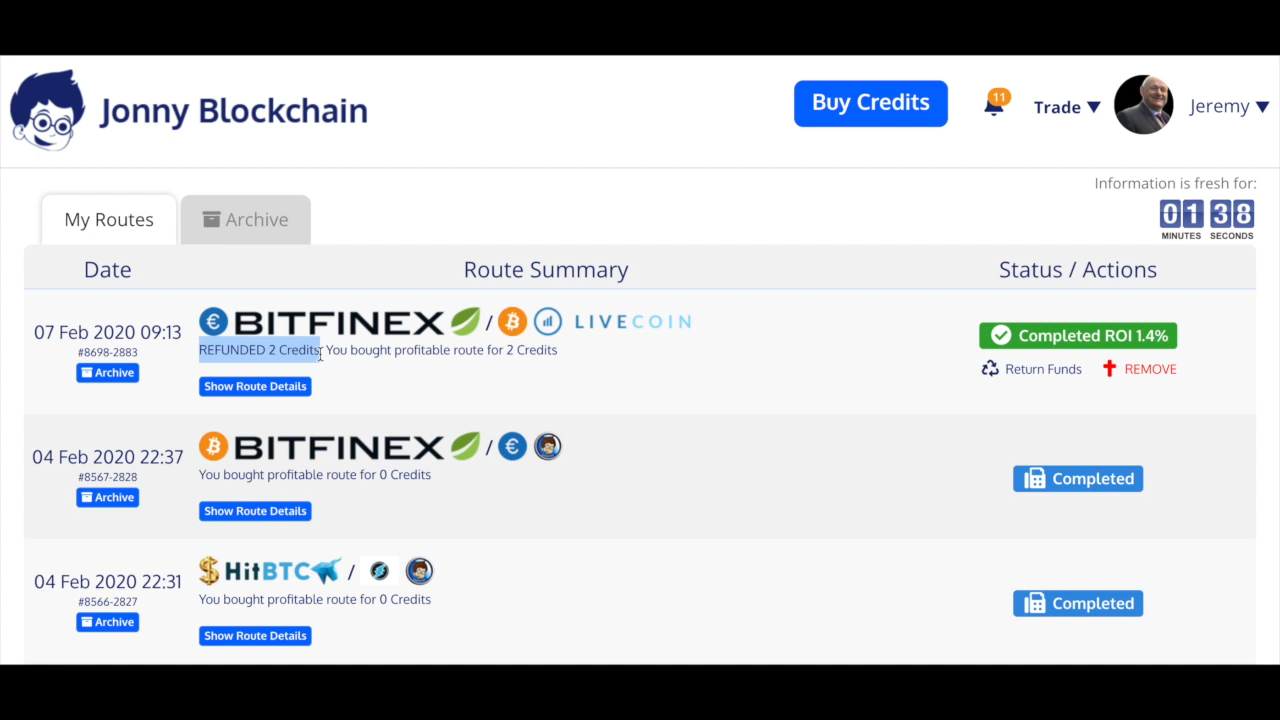 Jonny Blockchain
Buy Credits
11
Trade
Jeremy
Information is fresh for:
01 38
MINUTES SECONDS
My Routes
Archive
Date Route Summary Status / Actions
07 Feb 2020 09:13
#8698-2883
Archive
BITFINEX / LIVECOIN
REFUNDED 2 Credits. You bought profitable route for 2 Credits
Show Route Details
Completed ROI 1.4%
Return Funds
REMOVE
04 Feb 2020 22:37
#8567-2828
Archive
BITFINEX /
You bought profitable route for 0 Credits
Show Route Details
Completed
04 Feb 2020 22:31
#8566-2827
Archive
HitBTC /
You bought profitable route for 0 Credits
Show Route Details
Completed